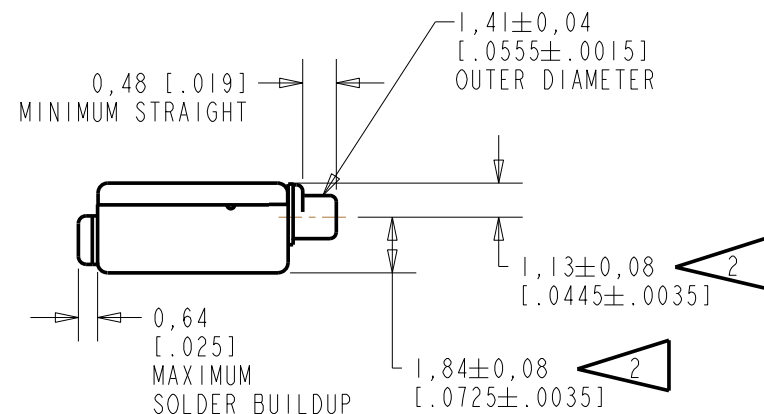 1,41±0,04
[.0555±.0015]
OUTER DIAMETER
0,48 [.019]
MINIMUM STRAIGHT
1,13±0,08
[.0445±.0035]
2
0,64
[.025]
MAXIMUM
SOLDER BUILDUP
1,84±0,08
[.0725±.0035]
2